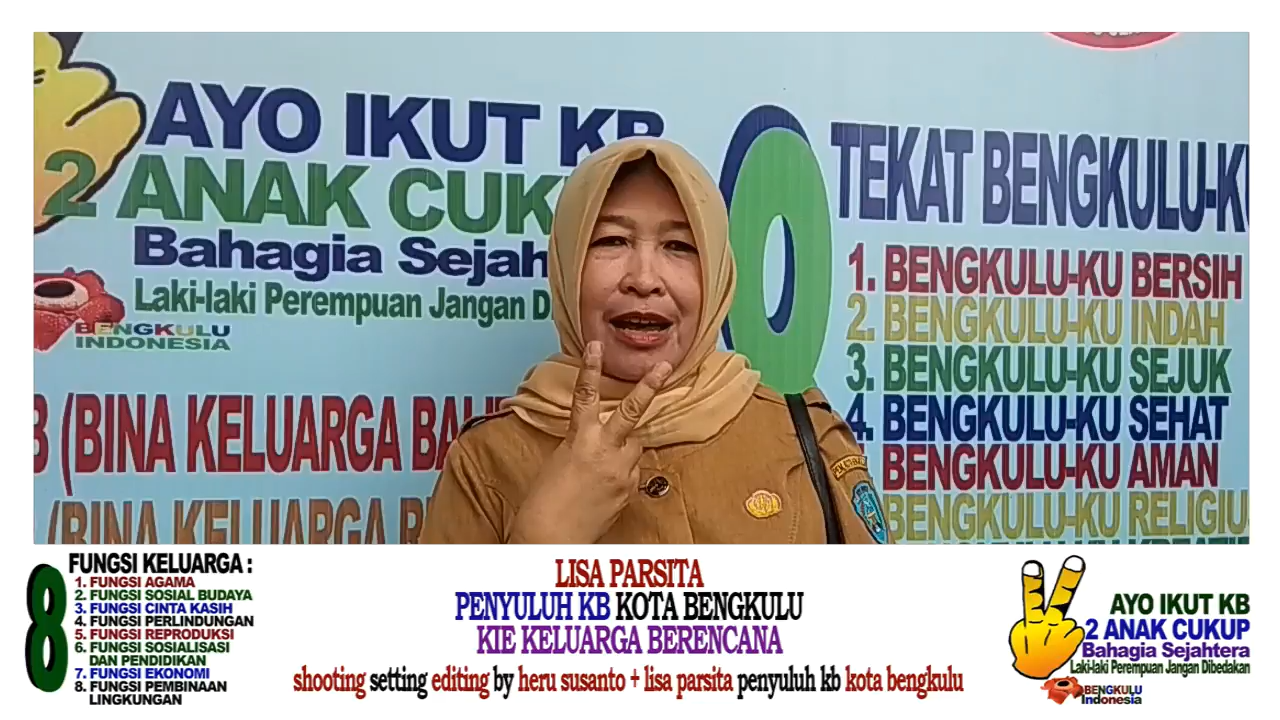 AYO IKUT KB
2 ANAK
Bahagia
Laki-laki Perempuan Jangan
BENGKULU
INDONESIA
(BINA KELUARGA
(BINA KELUARGA
TEKAT BENGKULU-KU
1. BENGKULU-KU BERSIH
2. BENGKULU-KU INDAH
3. BENGKULU-KU SEJUK
4. BENGKULU-KU SEHAT
BENGKULU-KU AMAN
BENGKULU-KU
8 FUNGSI KELUARGA :
1. FUNGSI AGAMA
2. FUNGSI SOSIAL BUDAYA
3. FUNGSI CINTA KASIH
4. FUNGSI PERLINDUNGAN
5. FUNGSI REPRODUKSI
6. FUNGSI SOSIALISASI
DAN PENDIDIKAN
7. FUNGSI EKONOMI
8. FUNGSI PEMBINAAN
LINGKUNGAN
LISA PARSITA
PENYULUH KB KOTA BENGKULU
KIE KELUARGA BERENCANA
shooting setting editing by heru susanto + lisa parsita penyuluh kb kota bengkulu
AYO IKUT KB
2 ANAK CUKUP
Bahagia Sejahtera
Laki-laki Perempuan Jangan Dibedakan
BENGKULU
Indonesia